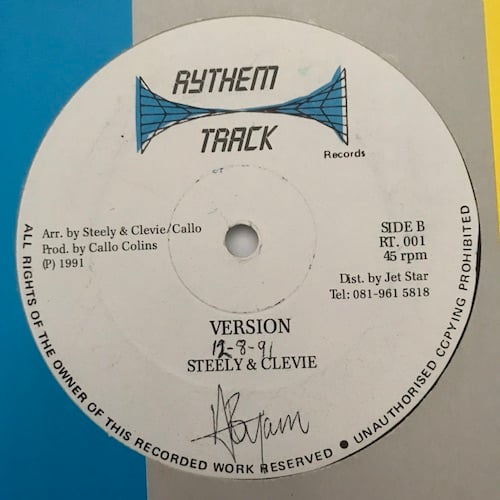 RYTHEM
TRACK
Records
Arr. by Steely & Clevie/Callo
Prod. by Callo Colins
(P) 1991
SIDE B
RT. 001
45 rpm
Dist. by Jet Star
Tel: 081-961 5818
VERSION
12-8-91
STEELY & CLEVIE
ALL RIGHTS OF THE OWNER OF THIS RECORDED WORK RESERVED ● UNAUTHORISED COPYING PROHIBITED